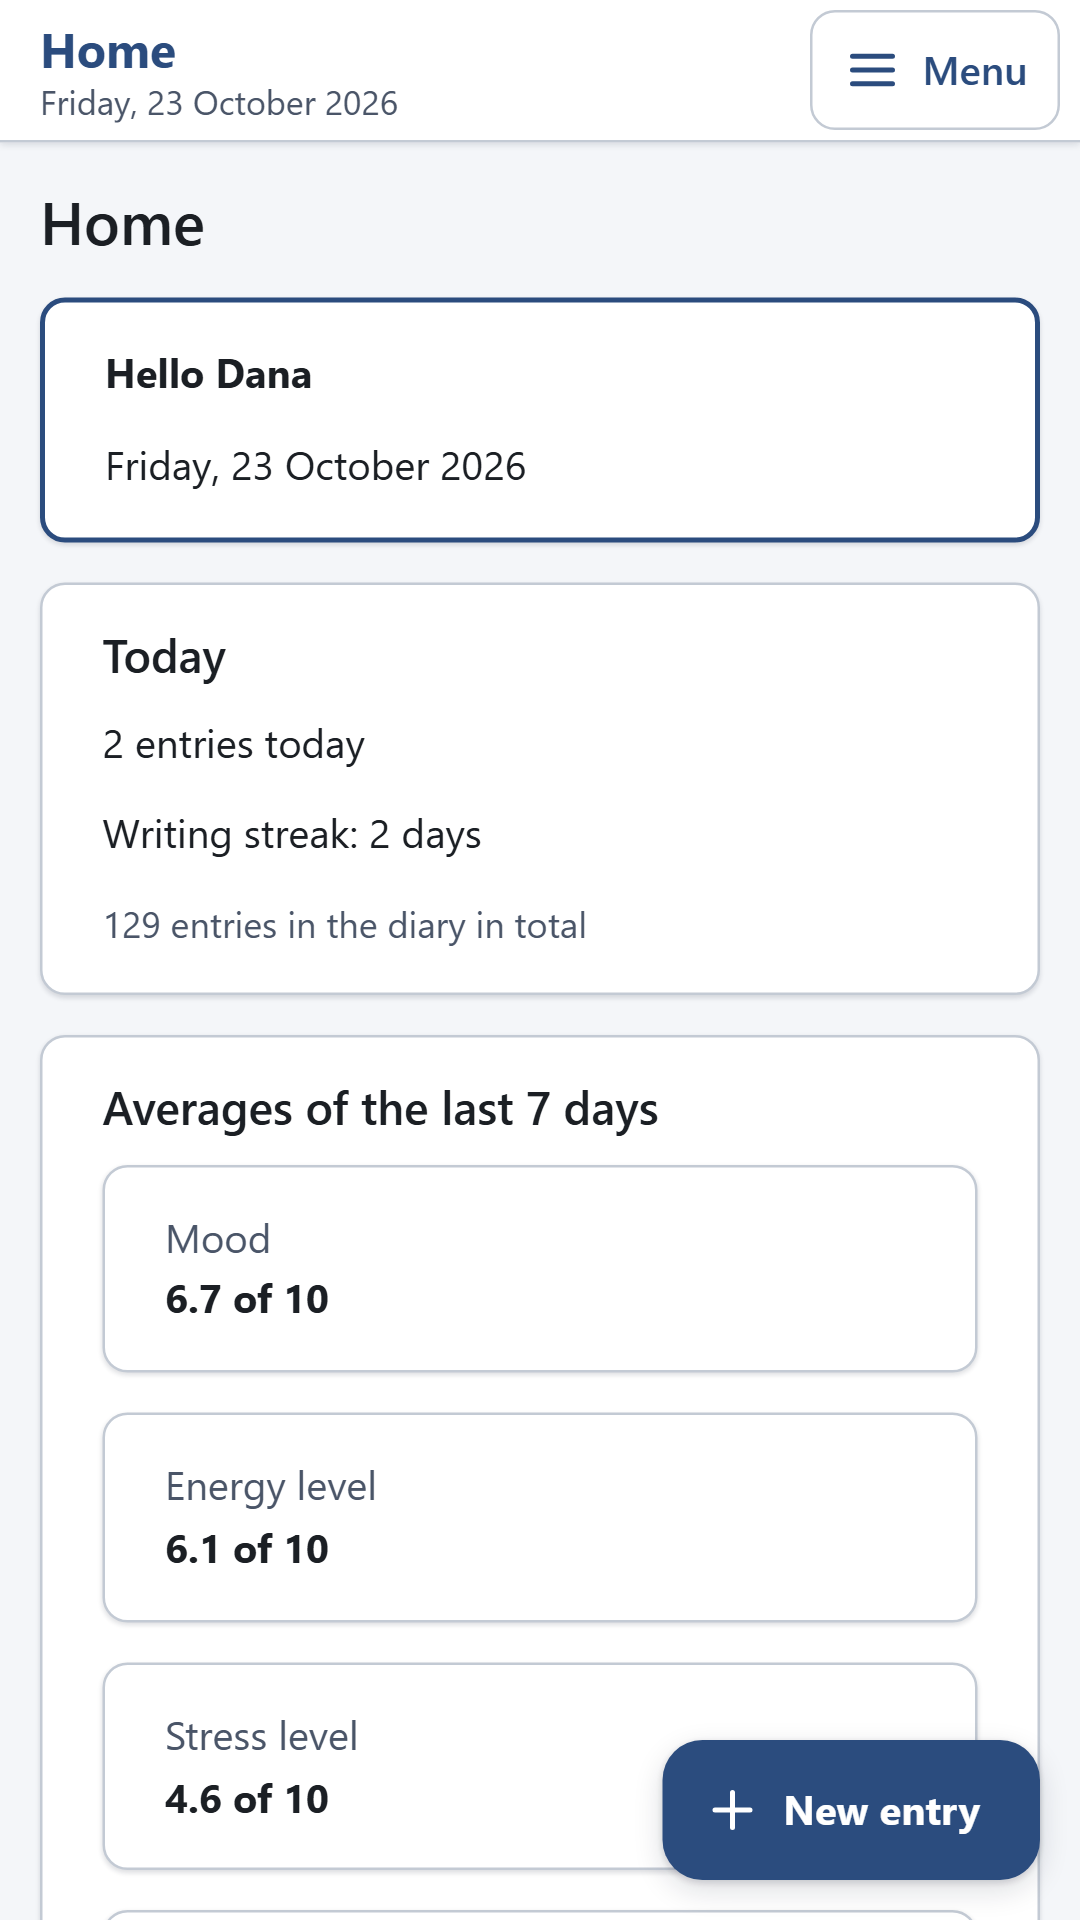 Home
Friday, 23 October 2026
Menu
Home
Hello Dana
Friday, 23 October 2026
Today
2 entries today
Writing streak: 2 days
129 entries in the diary in total
Averages of the last 7 days
Mood
6.7 of 10
Energy level
6.1 of 10
Stress level
4.6 of 10
New entry